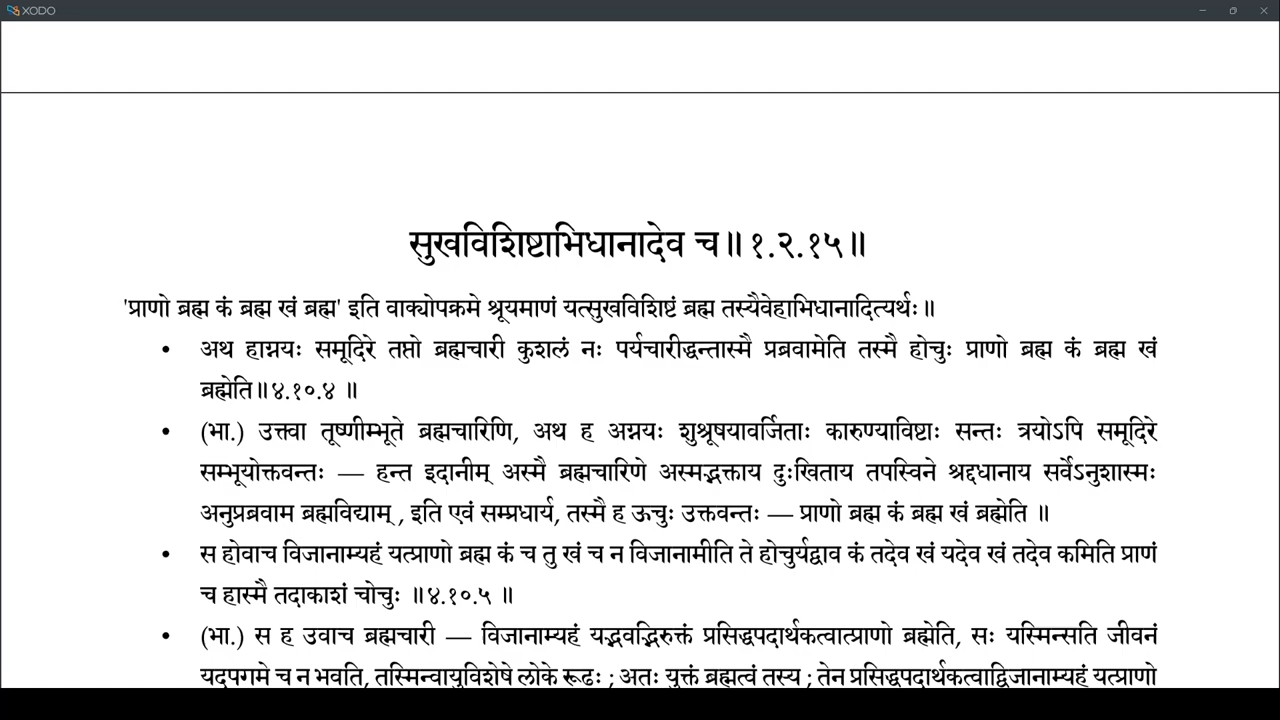 XODO
सुखविशिष्टाभिधानादेव च॥ १.२.१५॥
'प्राणो ब्रह्म कं ब्रह्म खं ब्रह्म' इति वाक्योपक्रमे श्रूयमाणं यत्सुखविशिष्टं ब्रह्म तस्यैवेहाभिधानादित्यर्थः॥
• अथ हाग्नयः समूदिरे तप्तो ब्रह्मचारी कुशलं नः पर्यचारीद्धन्तास्मै प्रब्रवामेति तस्मै होचुः प्राणो ब्रह्म कं ब्रह्म खं
ब्रह्मेति॥४.१०.४ ॥
• (भा.) उक्त्वा तूष्णीम्भूते ब्रह्मचारिणि, अथ ह अग्नयः शुश्रूषयावर्जिताः कारुण्याविष्टाः सन्तः त्रयोऽपि समूदिरे
सम्भूयोक्तवन्तः — हन्त इदानीम् अस्मै ब्रह्मचारिणे अस्मद्भक्ताय दुःखिताय तपस्विने श्रद्दधानाय सर्वेऽनुशास्मः
अनुप्रब्रवाम ब्रह्मविद्याम् , इति एवं सम्प्रधार्य, तस्मै ह ऊचुः उक्तवन्तः — प्राणो ब्रह्म कं ब्रह्म खं ब्रह्मेति ॥
• स होवाच विजानाम्यहं यत्प्राणो ब्रह्म कं च तु खं च न विजानामीति ते होचुर्यद्वाव कं तदेव खं यदेव खं तदेव कमिति प्राणं
च हास्मै तदाकाशं चोचुः ॥४.१०.५ ॥
• (भा.) स ह उवाच ब्रह्मचारी — विजानाम्यहं यद्भवद्भिरुक्तं प्रसिद्धपदार्थकत्वात्प्राणो ब्रह्मेति, सः यस्मिन्सति जीवनं
यदपगमे च न भवति, तस्मिन्वायुविशेषे लोके रूढः ; अतः युक्तं ब्रह्मत्वं तस्य ; तेन प्रसिद्धपदार्थकत्वाद्विजानाम्यहं यत्प्राणो